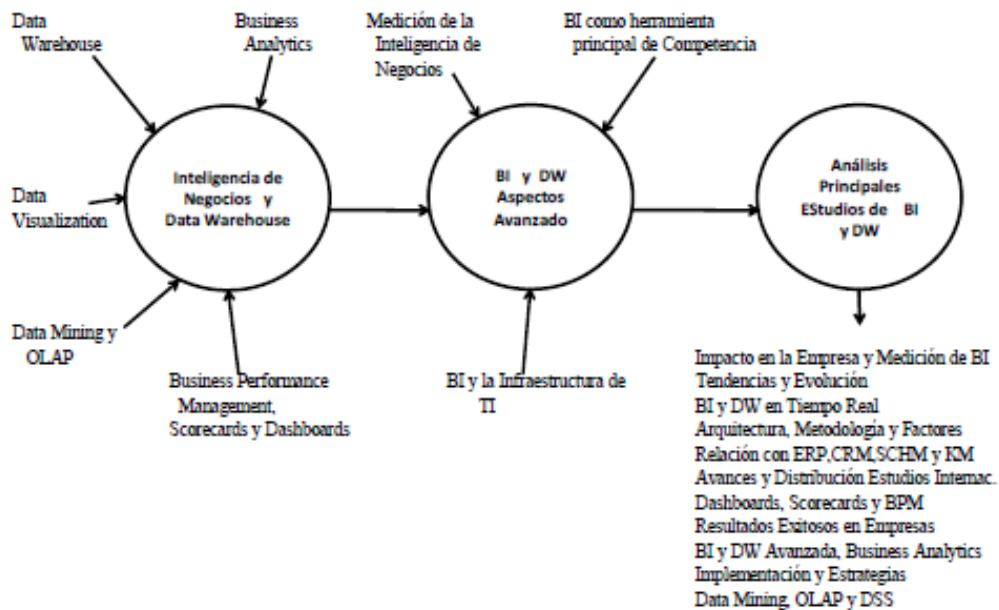 Data
Warehouse
Business
Analytics
Medición de la
Inteligencia de
Negocios
BI como herramienta
principal de Competencia
Inteligencia de
Negocios y
Data Warehouse
BI y DW
Aspectos
Avanzado
Análisis
Principales
EStudios de BI
y DW
Data
Visualization
Data Mining y
OLAP
Business Performance
Management,
Scorecards y Dashboards
BI y la Infraestructura de
TI
Impacto en la Empresa y Medición de BI
Tendencias y Evolución
BI y DW en Tiempo Real
Arquitectura, Metodología y Factores
Relación con ERP,CRM,SCHM y KM
Avances y Distribución Estudios Internac.
Dashboards, Scorecards y BPM
Resultados Exitosos en Empresas
BI y DW Avanzada, Business Analytics
Implementación y Estrategias
Data Mining, OLAP y DSS